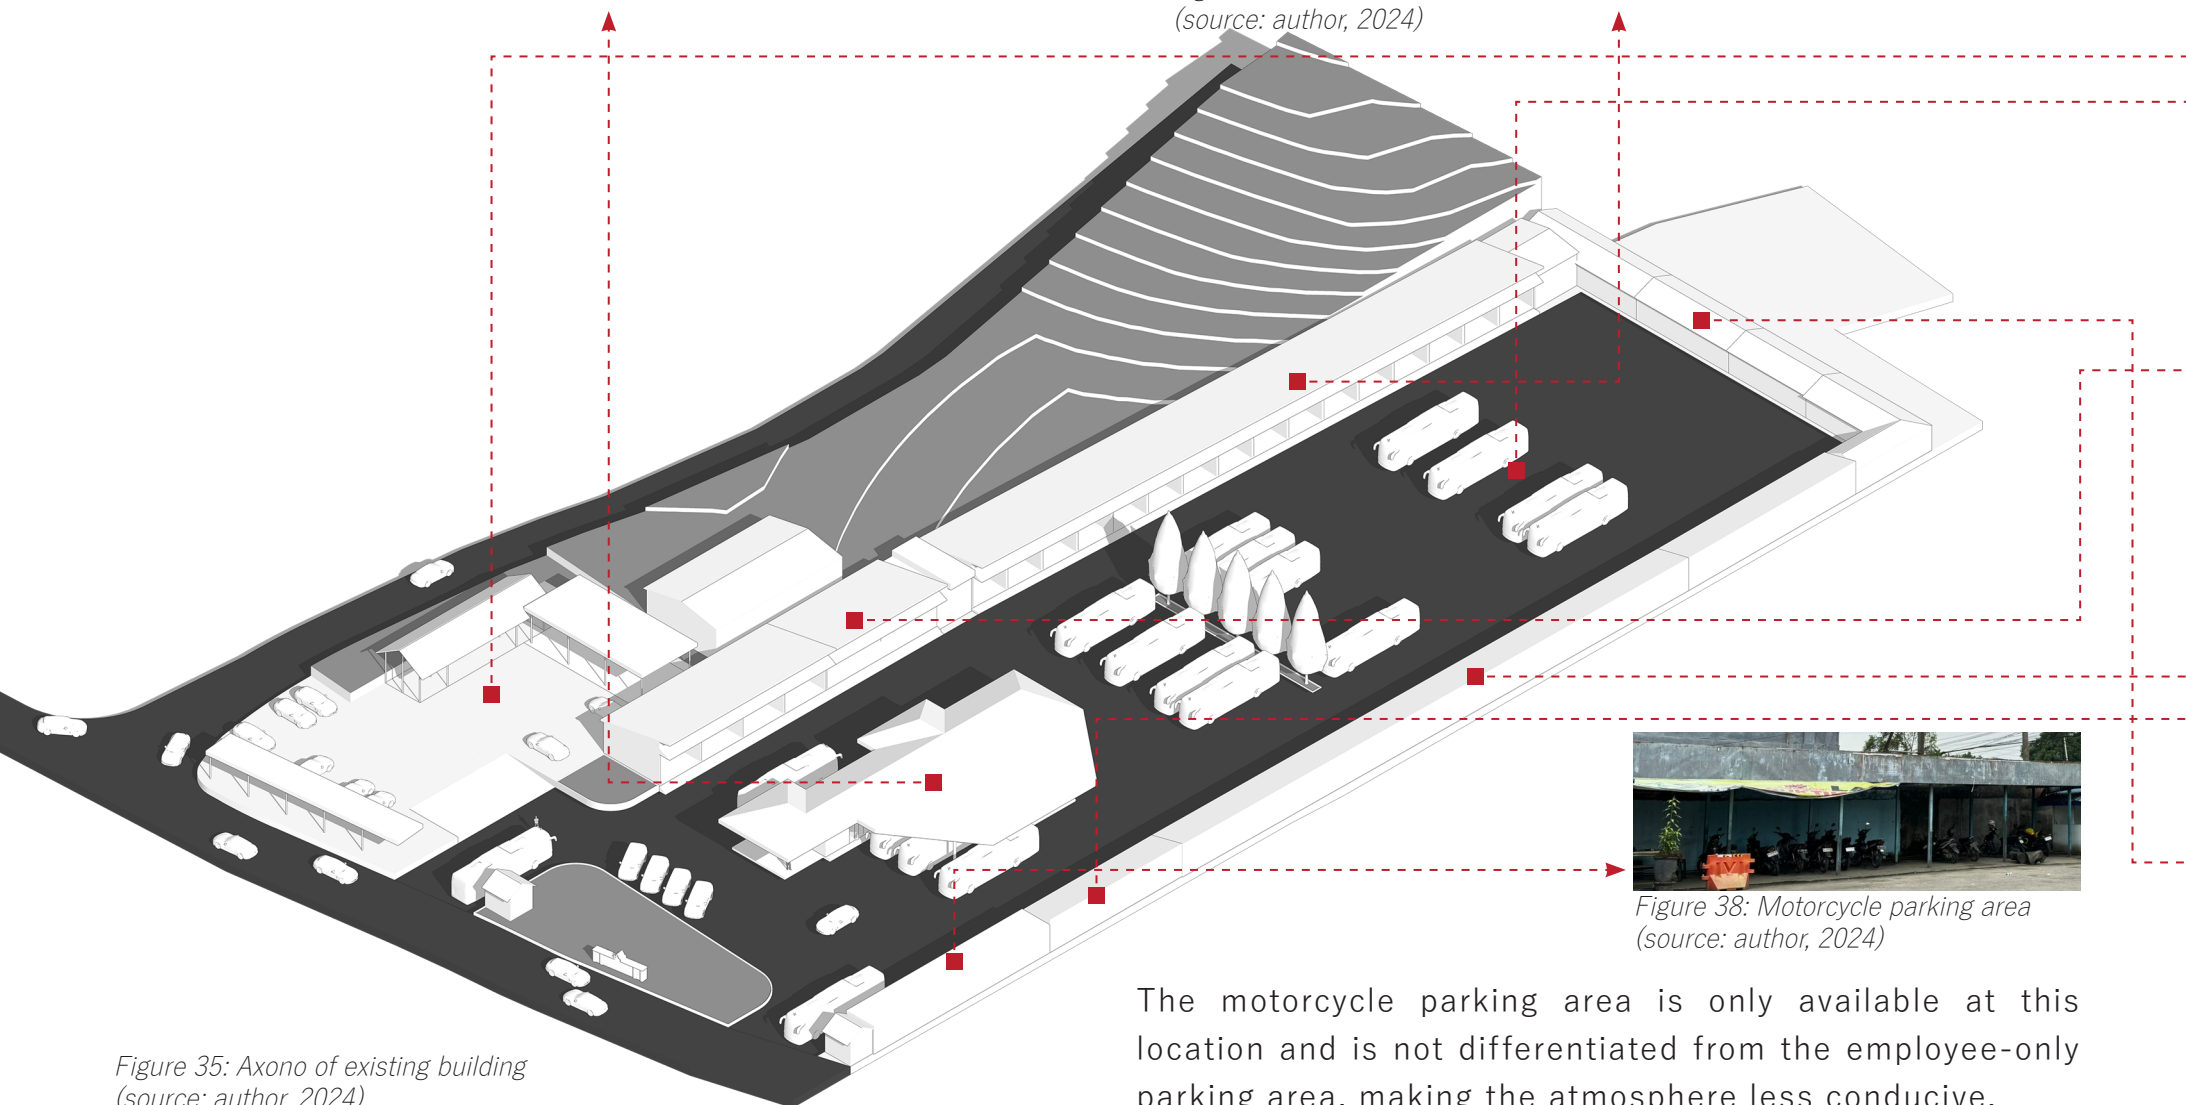 (source: author, 2024)
Figure 38: Motorcycle parking area
(source: author, 2024)
The motorcycle parking area is only available at this
location and is not differentiated from the employee-only
parking area, making the atmosphere less conducive.
Figure 35: Axono of existing building
(source: author, 2024)